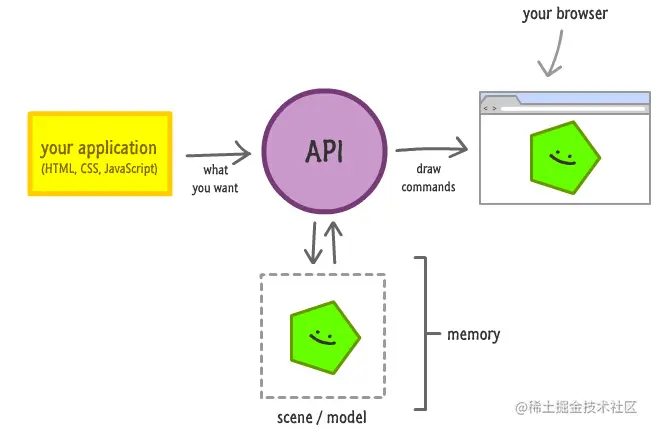 your browser
< >
your application
(HTML, CSS, JavaScript)
what
you want
API
draw
commands
memory
scene / model
@稀土掘金技术社区